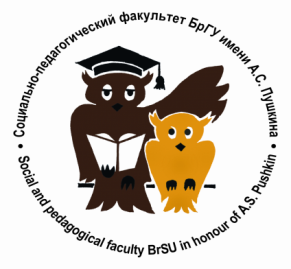 • Социально-педагогический факультет БрГУ имени А.С. Пушкина •
Social and pedagogical faculty BrSU in honour of A.S. Pushkin